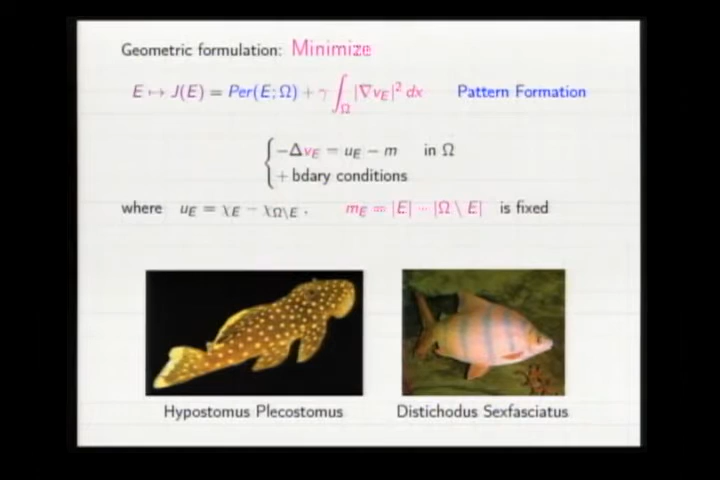 Geometric formulation: Minimize
E ↦ J(E) = Per(E; Ω) + γ ∫_Ω |∇v_E|² dx Pattern Formation
{ −Δv_E = u_E − m in Ω
+ bdary conditions
where u_E = χ_E − χ_{Ω\E} . m_E = |E| − |Ω \ E| is fixed
Hypostomus Plecostomus Distichodus Sexfasciatus